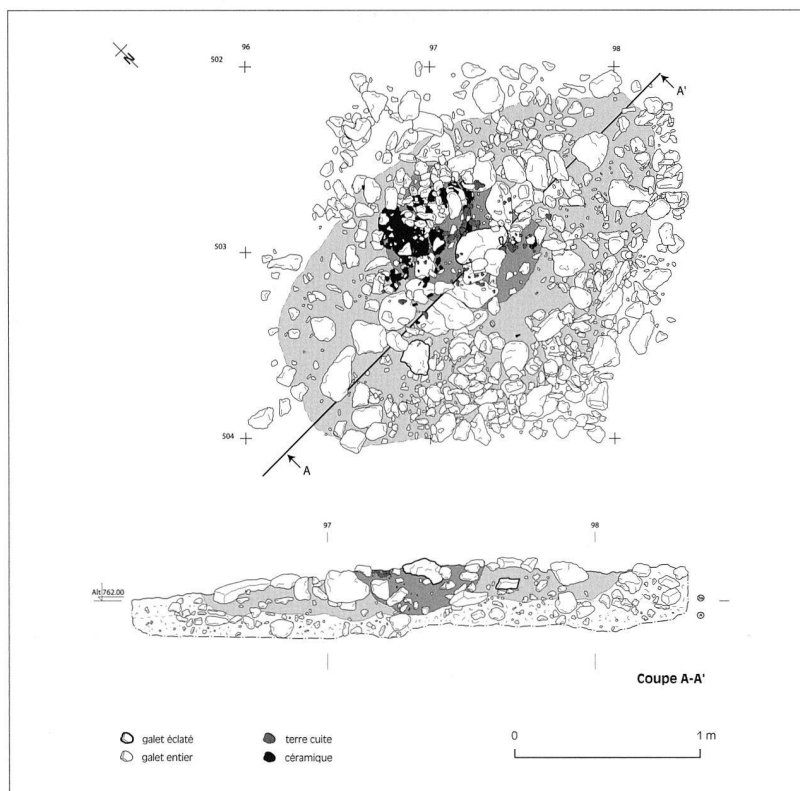 96 97 98
N
502
A'
503
504
A
97 98
Alt 762.00
Coupe A-A'
galet éclaté terre cuite 0 1 m
galet entier céramique